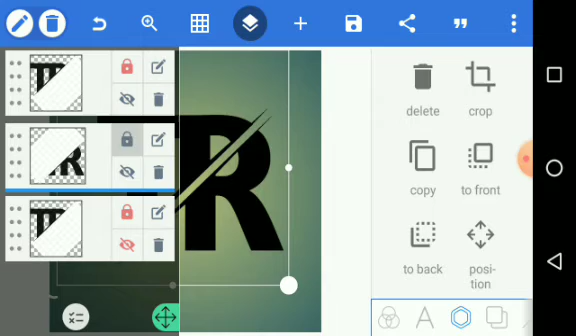 R
delete
crop
copy
to front
to back
posi-
tion
A